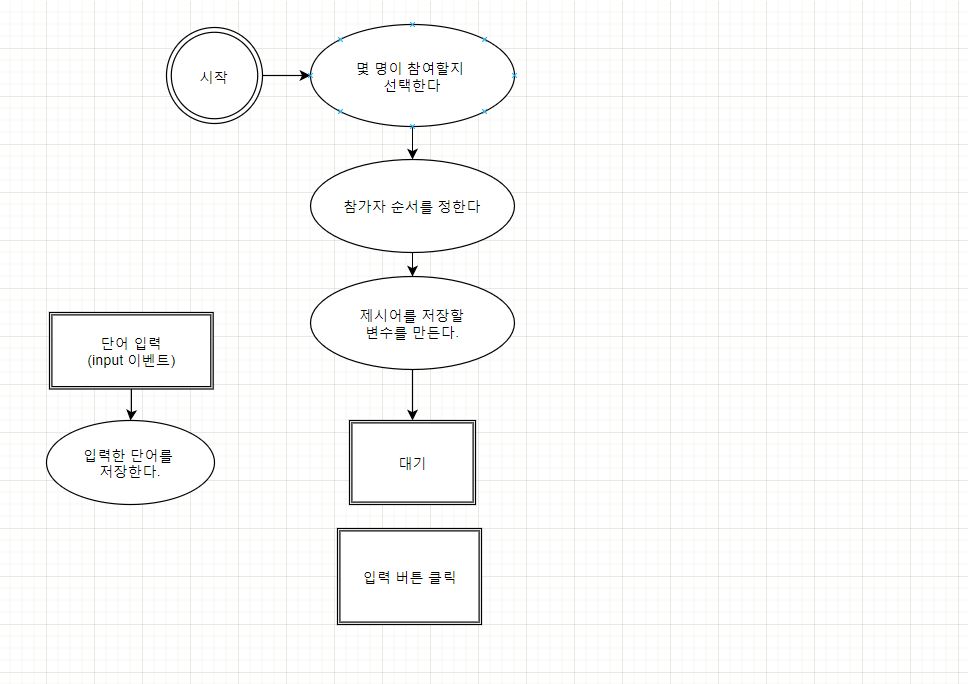 시작
몇 명이 참여할지
선택한다
참가자 순서를 정한다
제시어를 저장할
변수를 만든다.
단어 입력
(input 이벤트)
입력한 단어를
저장한다.
대기
입력 버튼 클릭